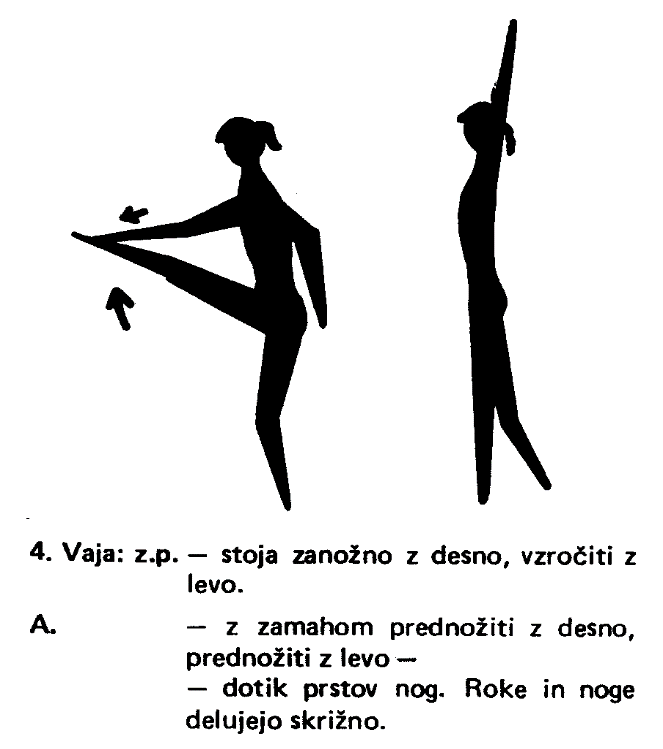 4. Vaja: z.p. — stoja zanožno z desno, vzročiti z
levo.
A. — z zamahom prednožiti z desno,
prednožiti z levo —
— dotik prstov nog. Roke in noge
delujejo skrižno.